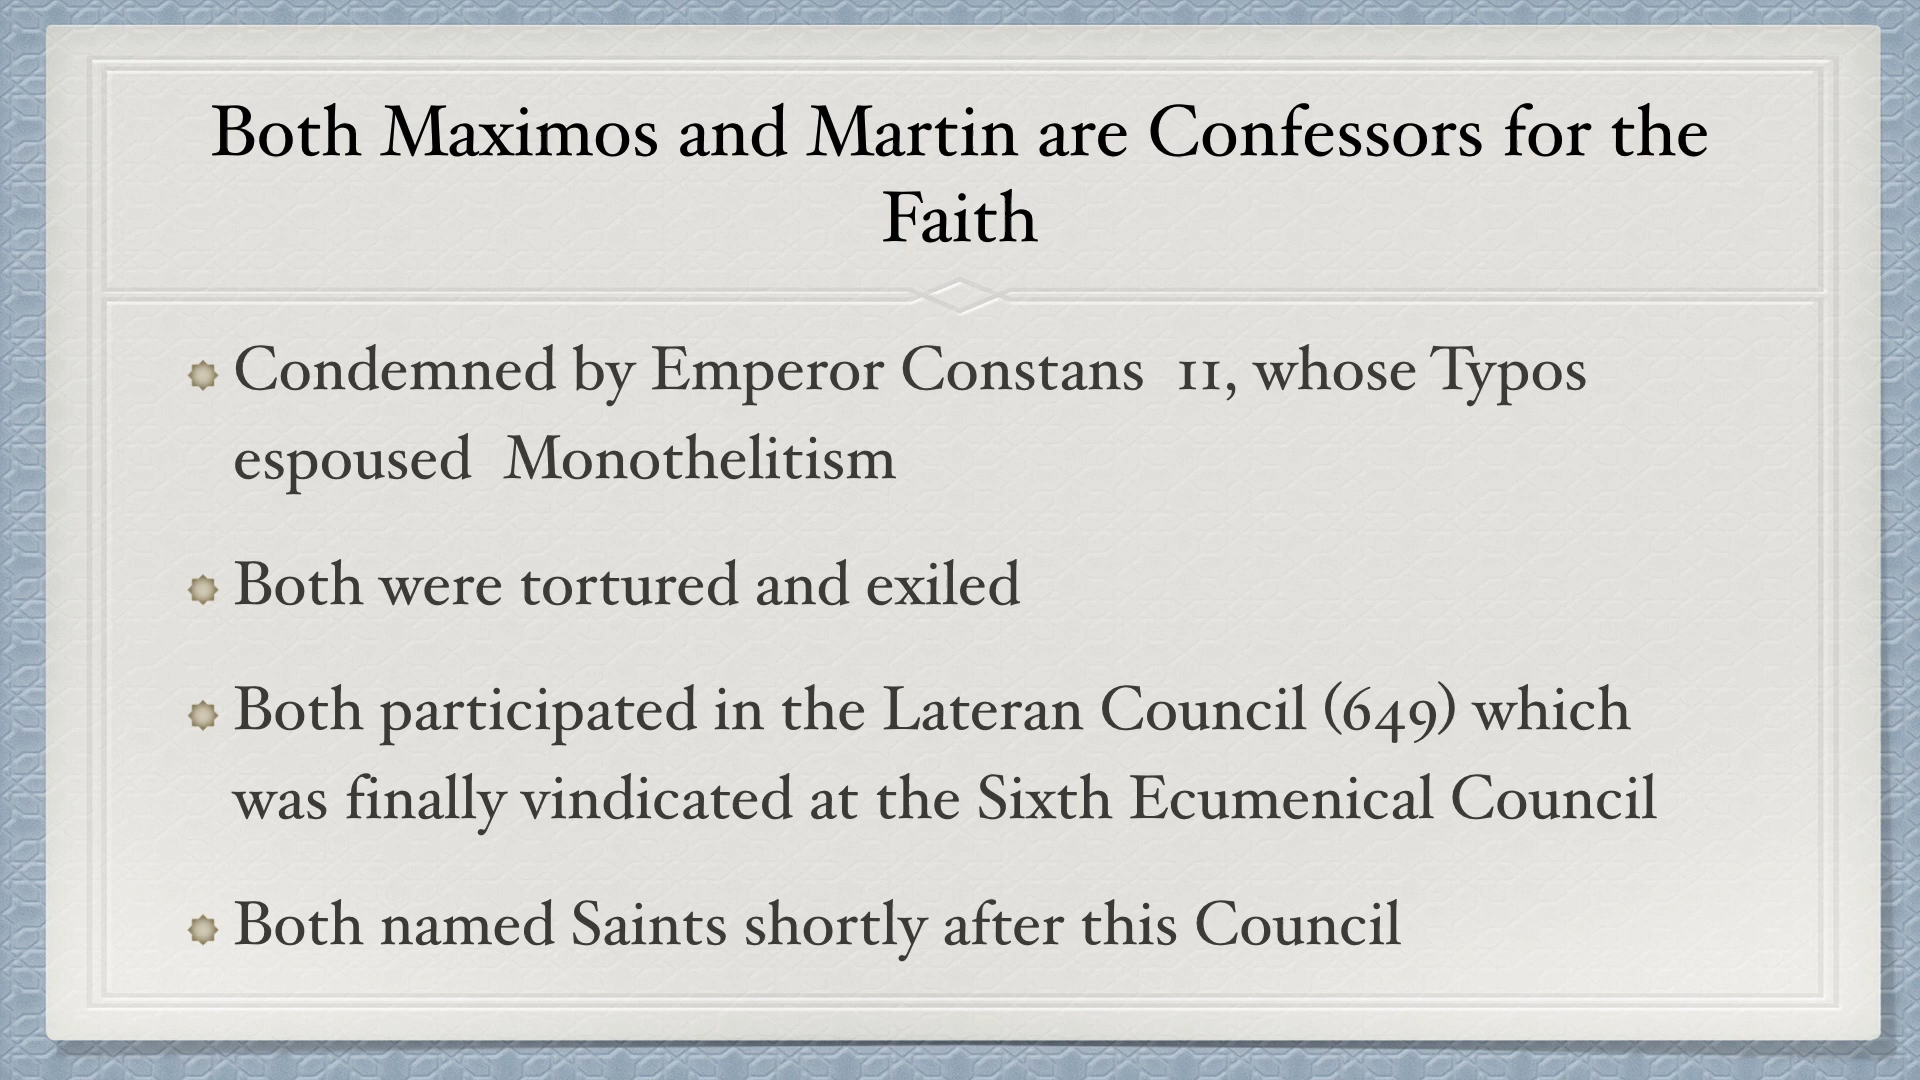 Both Maximos and Martin are Confessors for the
Faith
Condemned by Emperor Constans  11, whose Typos
espoused  Monothelitism
Both were tortured and exiled
Both participated in the Lateran Council (649) which
was finally vindicated at the Sixth Ecumenical Council
Both named Saints shortly after this Council